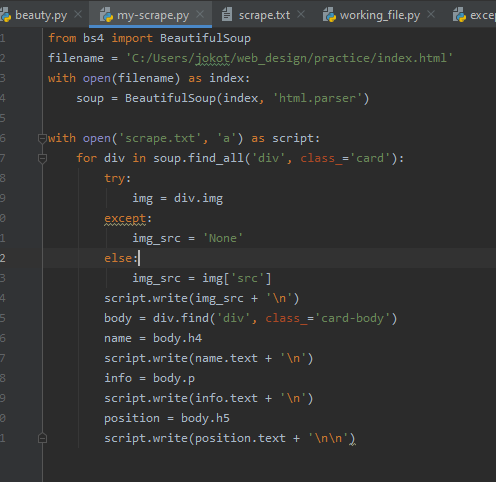 beauty.py × my-scrape.py × scrape.txt × working_file.py × excep
1 from bs4 import BeautifulSoup
2 filename = 'C:/Users/jokot/web_design/practice/index.html'
3 with open(filename) as index:
4     soup = BeautifulSoup(index, 'html.parser')
5
6 with open('scrape.txt', 'a') as script:
7     for div in soup.find_all('div', class_='card'):
8         try:
9             img = div.img
0         except:
1             img_src = 'None'
2         else:
3             img_src = img['src']
4         script.write(img_src + '\n')
5         body = div.find('div', class_='card-body')
6         name = body.h4
7         script.write(name.text + '\n')
8         info = body.p
9         script.write(info.text + '\n')
0         position = body.h5
1         script.write(position.text + '\n\n')